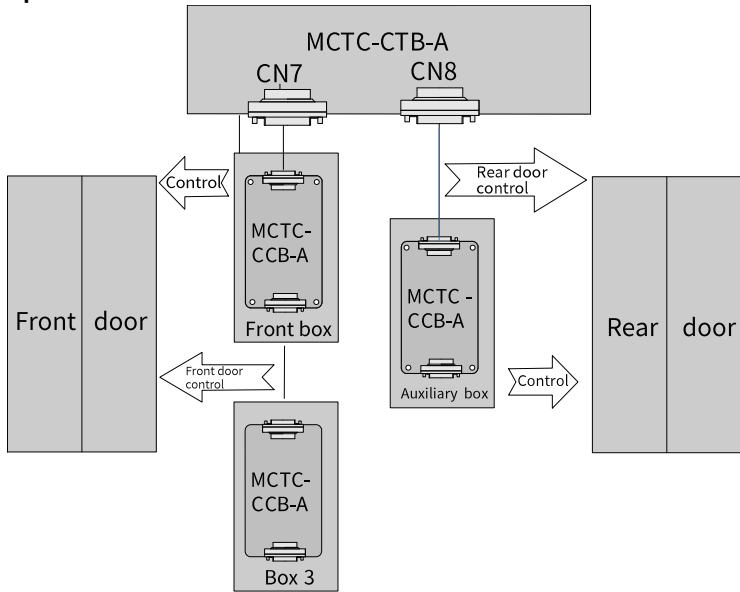 MCTC-CTB-A
CN7
CN8
Control
Rear door
control
MCTC-
CCB-A
Front box
Front door
MCTC -
CCB-A
Auxiliary box
Rear door
Front door
control
Control
MCTC-
CCB-A
Box 3